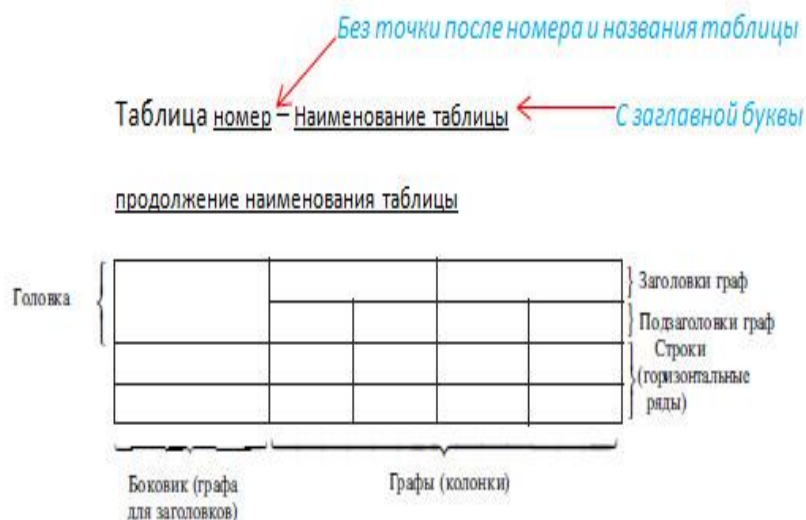 Без точки после номера и названия таблицы
Таблица номер – Наименование таблицы
С заглавной буквы
продолжение наименования таблицы
Головка
Заголовки граф
Подзаголовки граф
Строки
(горизонтальные
ряды)
Боковик (графа
для заголовков)
Графы (колонки)